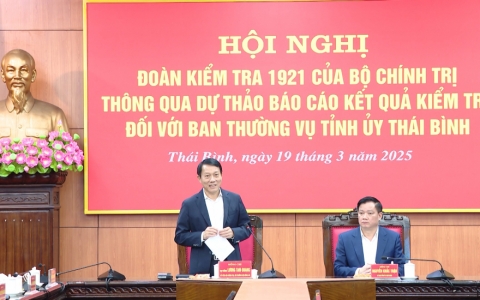 HỘI NGHỊ
ĐOÀN KIỂM TRA 1921 CỦA BỘ CHÍNH TRỊ
THÔNG QUA DỰ THẢO BÁO CÁO KẾT QUẢ KIỂM TR
ĐỐI VỚI BAN THƯỜNG VỤ TỈNH ỦY THÁI BÌNH
Thái Bình, ngày 19 tháng 3 năm 2025